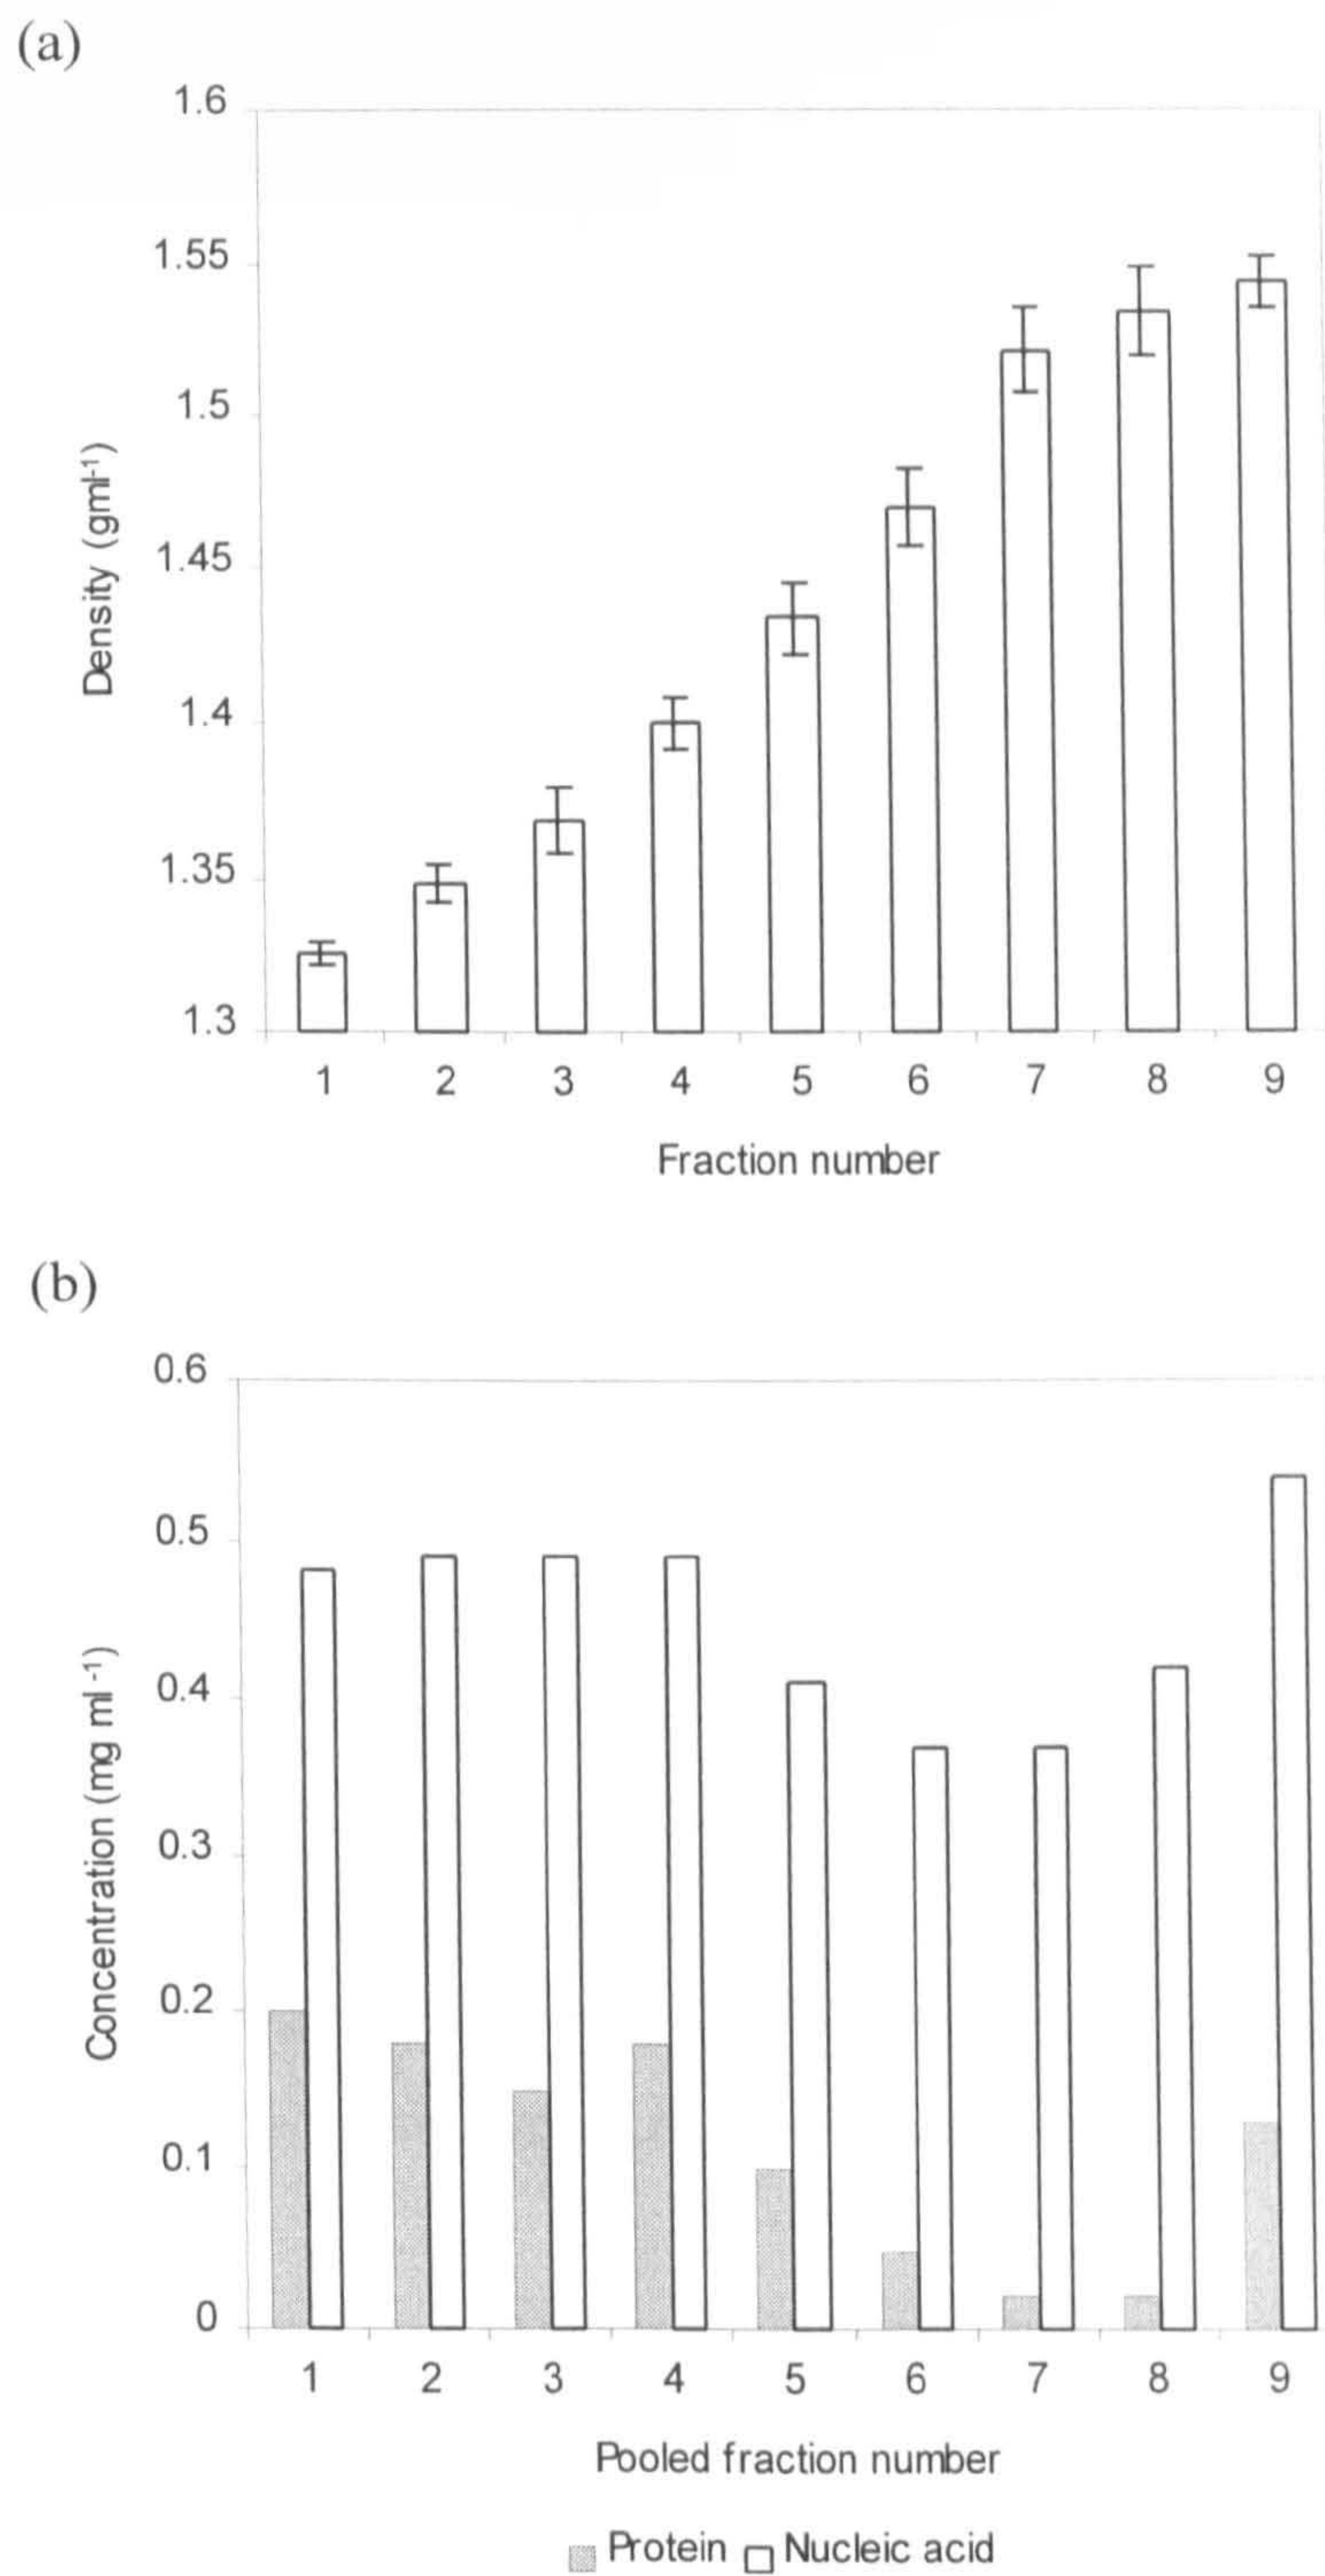 (a)
1.6
1.55
1.5
1.45
1.4
1.35
1.3
Density (gml-1)
1 2 3 4 5 6 7 8 9
Fraction number
(b)
0.6
0.5
0.4
0.3
0.2
0.1
0
Concentration (mg ml -1)
1 2 3 4 5 6 7 8 9
Pooled fraction number
Protein Nucleic acid